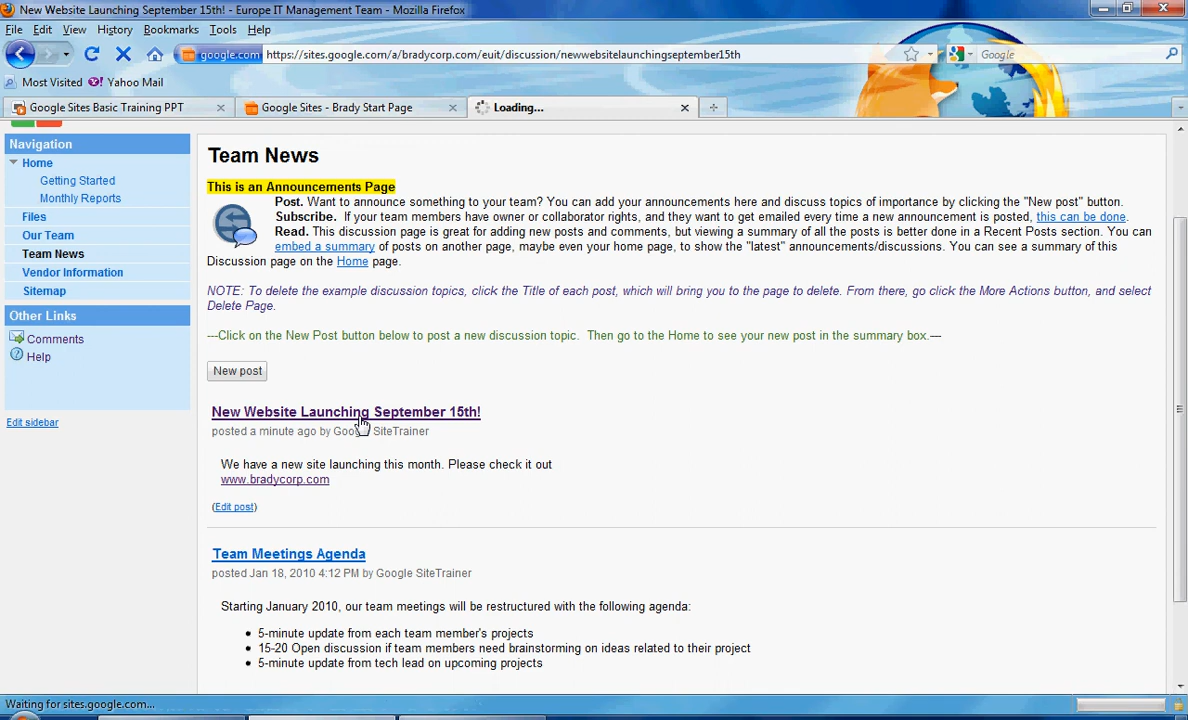 New Website Launching September 15th! - Europe IT Management Team - Mozilla Firefox
File Edit View History Bookmarks Tools Help
google.com https://sites.google.com/a/bradycorp.com/euit/discussion/newwebsitelaunchingseptember15th Google
Most Visited Yahoo Mail
Google Sites Basic Training PPT Google Sites - Brady Start Page Loading...
Navigation
Home
Getting Started
Monthly Reports
Files
Our Team
Team News
Vendor Information
Sitemap
Other Links
Comments
Help
Edit sidebar
Team News
This is an Announcements Page
Post. Want to announce something to your team? You can add your announcements here and discuss topics of importance by clicking the "New post" button.
Subscribe. If your team members have owner or collaborator rights, and they want to get emailed every time a new announcement is posted, this can be done.
Read. This discussion page is great for adding new posts and comments, but viewing a summary of all the posts is better done in a Recent Posts section. You can
embed a summary of posts on another page, maybe even your home page, to show the "latest" announcements/discussions. You can see a summary of this
Discussion page on the Home page.
NOTE: To delete the example discussion topics, click the Title of each post, which will bring you to the page to delete. From there, go click the More Actions button, and select
Delete Page.
---Click on the New Post button below to post a new discussion topic. Then go to the Home to see your new post in the summary box.---
New post
New Website Launching September 15th!
posted a minute ago by Google SiteTrainer
We have a new site launching this month. Please check it out
www.bradycorp.com
(Edit post)
Team Meetings Agenda
posted Jan 18, 2010 4:12 PM by Google SiteTrainer
Starting January 2010, our team meetings will be restructured with the following agenda:
• 5-minute update from each team member's projects
• 15-20 Open discussion if team members need brainstorming on ideas related to their project
• 5-minute update from tech lead on upcoming projects
Waiting for sites.google.com...